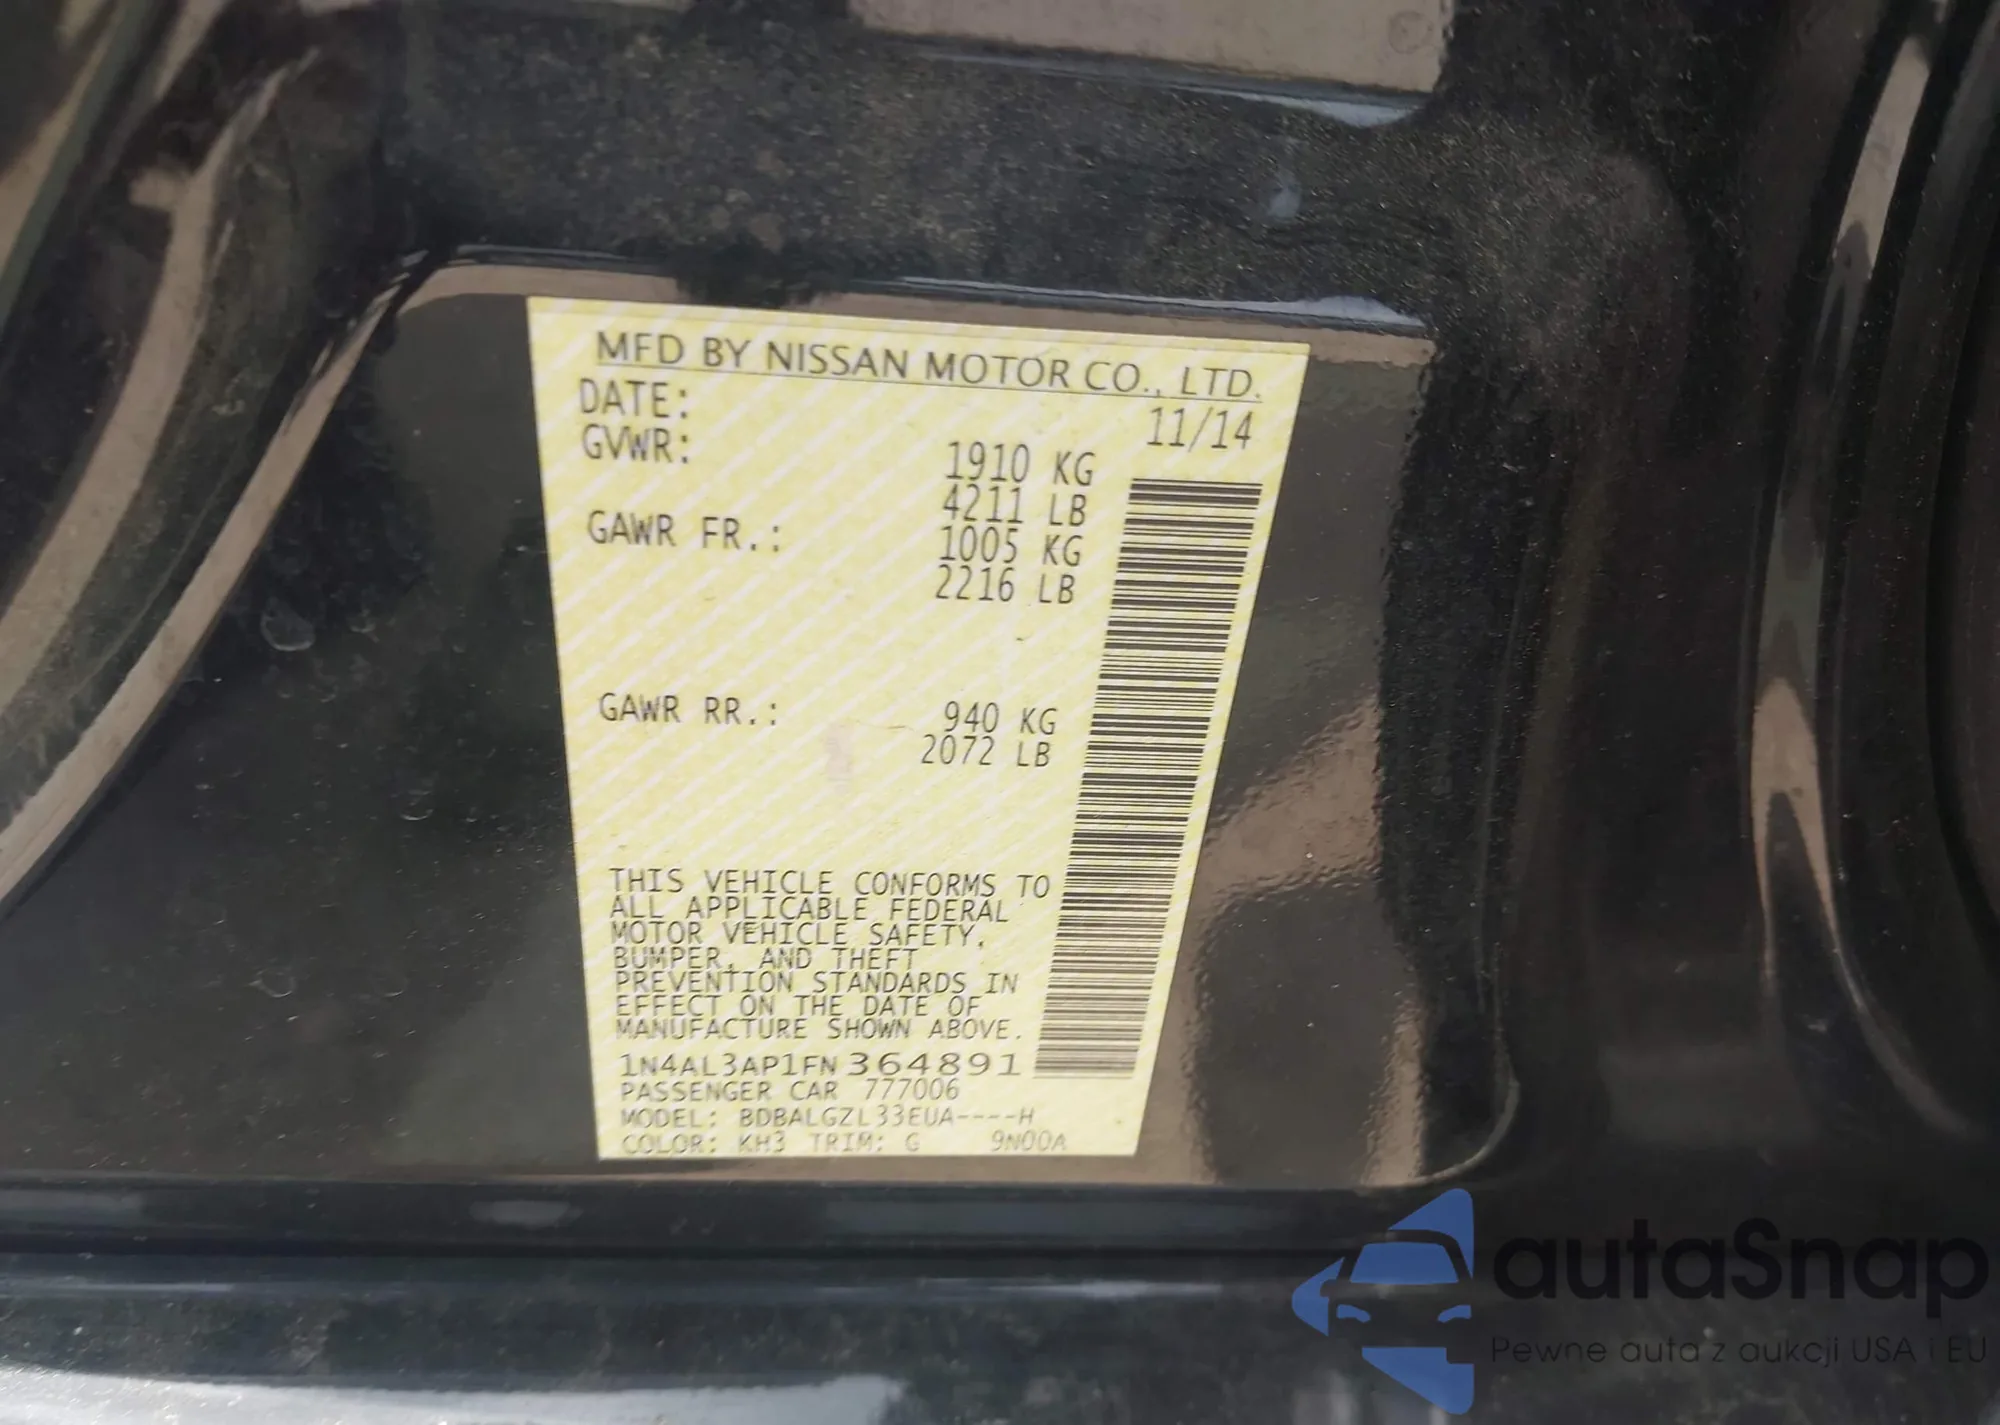 MFD BY NISSAN MOTOR CO., LTD.
DATE: 11/14
GVWR: 1910 KG
4211 LB
GAWR FR.: 1005 KG
2216 LB
GAWR RR.: 940 KG
2072 LB
THIS VEHICLE CONFORMS TO
ALL APPLICABLE FEDERAL
MOTOR VEHICLE SAFETY,
BUMPER, AND THEFT
PREVENTION STANDARDS IN
EFFECT ON THE DATE OF
MANUFACTURE SHOWN ABOVE.
1N4AL3AP1FN364891
PASSENGER CAR 777006
MODEL: BDBALGZL33EUA----H
COLOR: KH3 TRIM: G 9N00A
autaSnap
Pewne auta z aukcji USA i EU